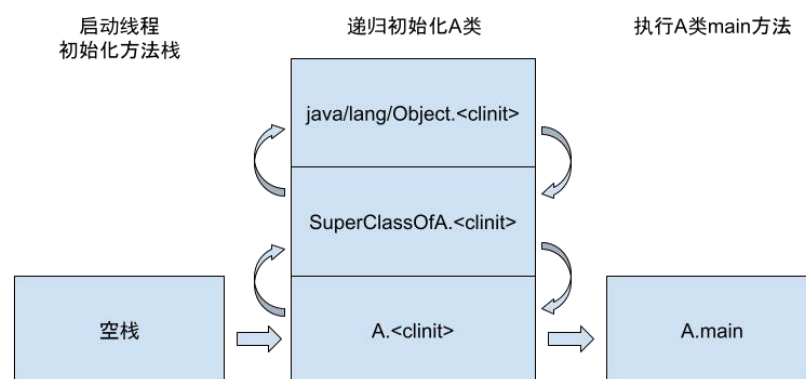 启动线程
初始化方法栈
递归初始化A类
执行A类main方法
java/lang/Object.<clinit>
SuperClassOfA.<clinit>
空栈
A.<clinit>
A.main